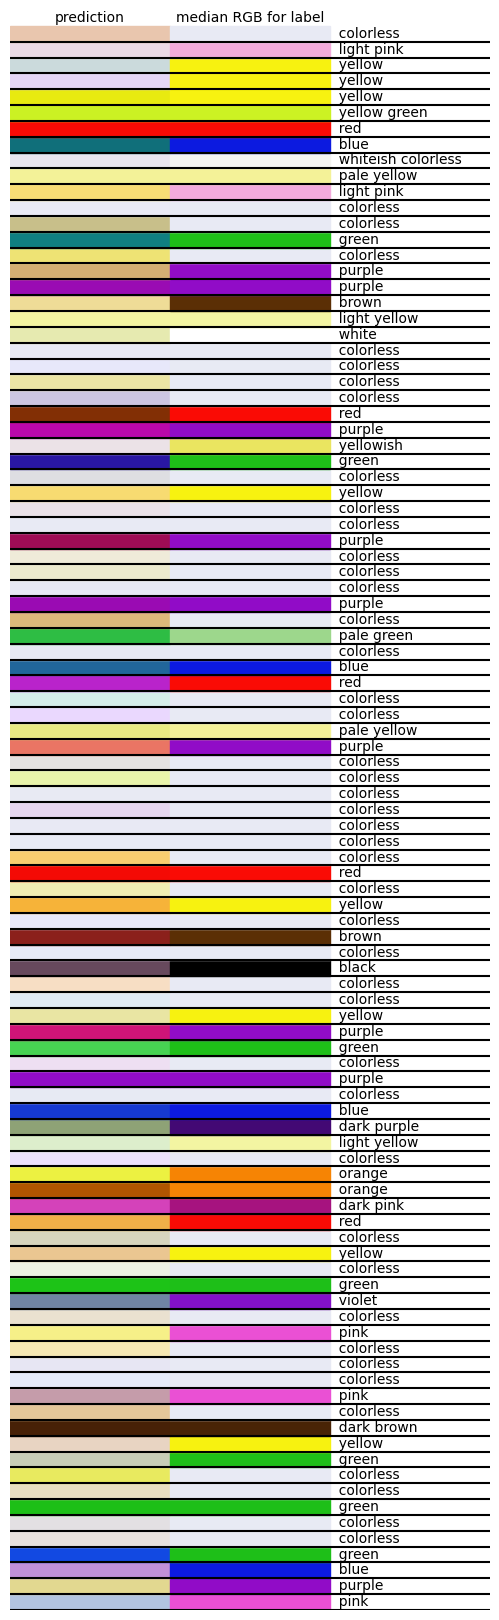 prediction median RGB for label
colorless
light pink
yellow
yellow
yellow
yellow green
red
blue
whiteish colorless
pale yellow
light pink
colorless
colorless
green
colorless
purple
purple
brown
light yellow
white
colorless
colorless
colorless
colorless
red
purple
yellowish
green
colorless
yellow
colorless
colorless
purple
colorless
colorless
colorless
purple
colorless
pale green
colorless
blue
red
colorless
colorless
pale yellow
purple
colorless
colorless
colorless
colorless
colorless
colorless
colorless
red
colorless
yellow
colorless
brown
colorless
black
colorless
colorless
yellow
purple
green
colorless
purple
colorless
blue
dark purple
light yellow
colorless
orange
orange
dark pink
red
colorless
yellow
colorless
green
violet
colorless
pink
colorless
colorless
colorless
pink
colorless
dark brown
yellow
green
colorless
colorless
green
colorless
colorless
green
blue
purple
pink